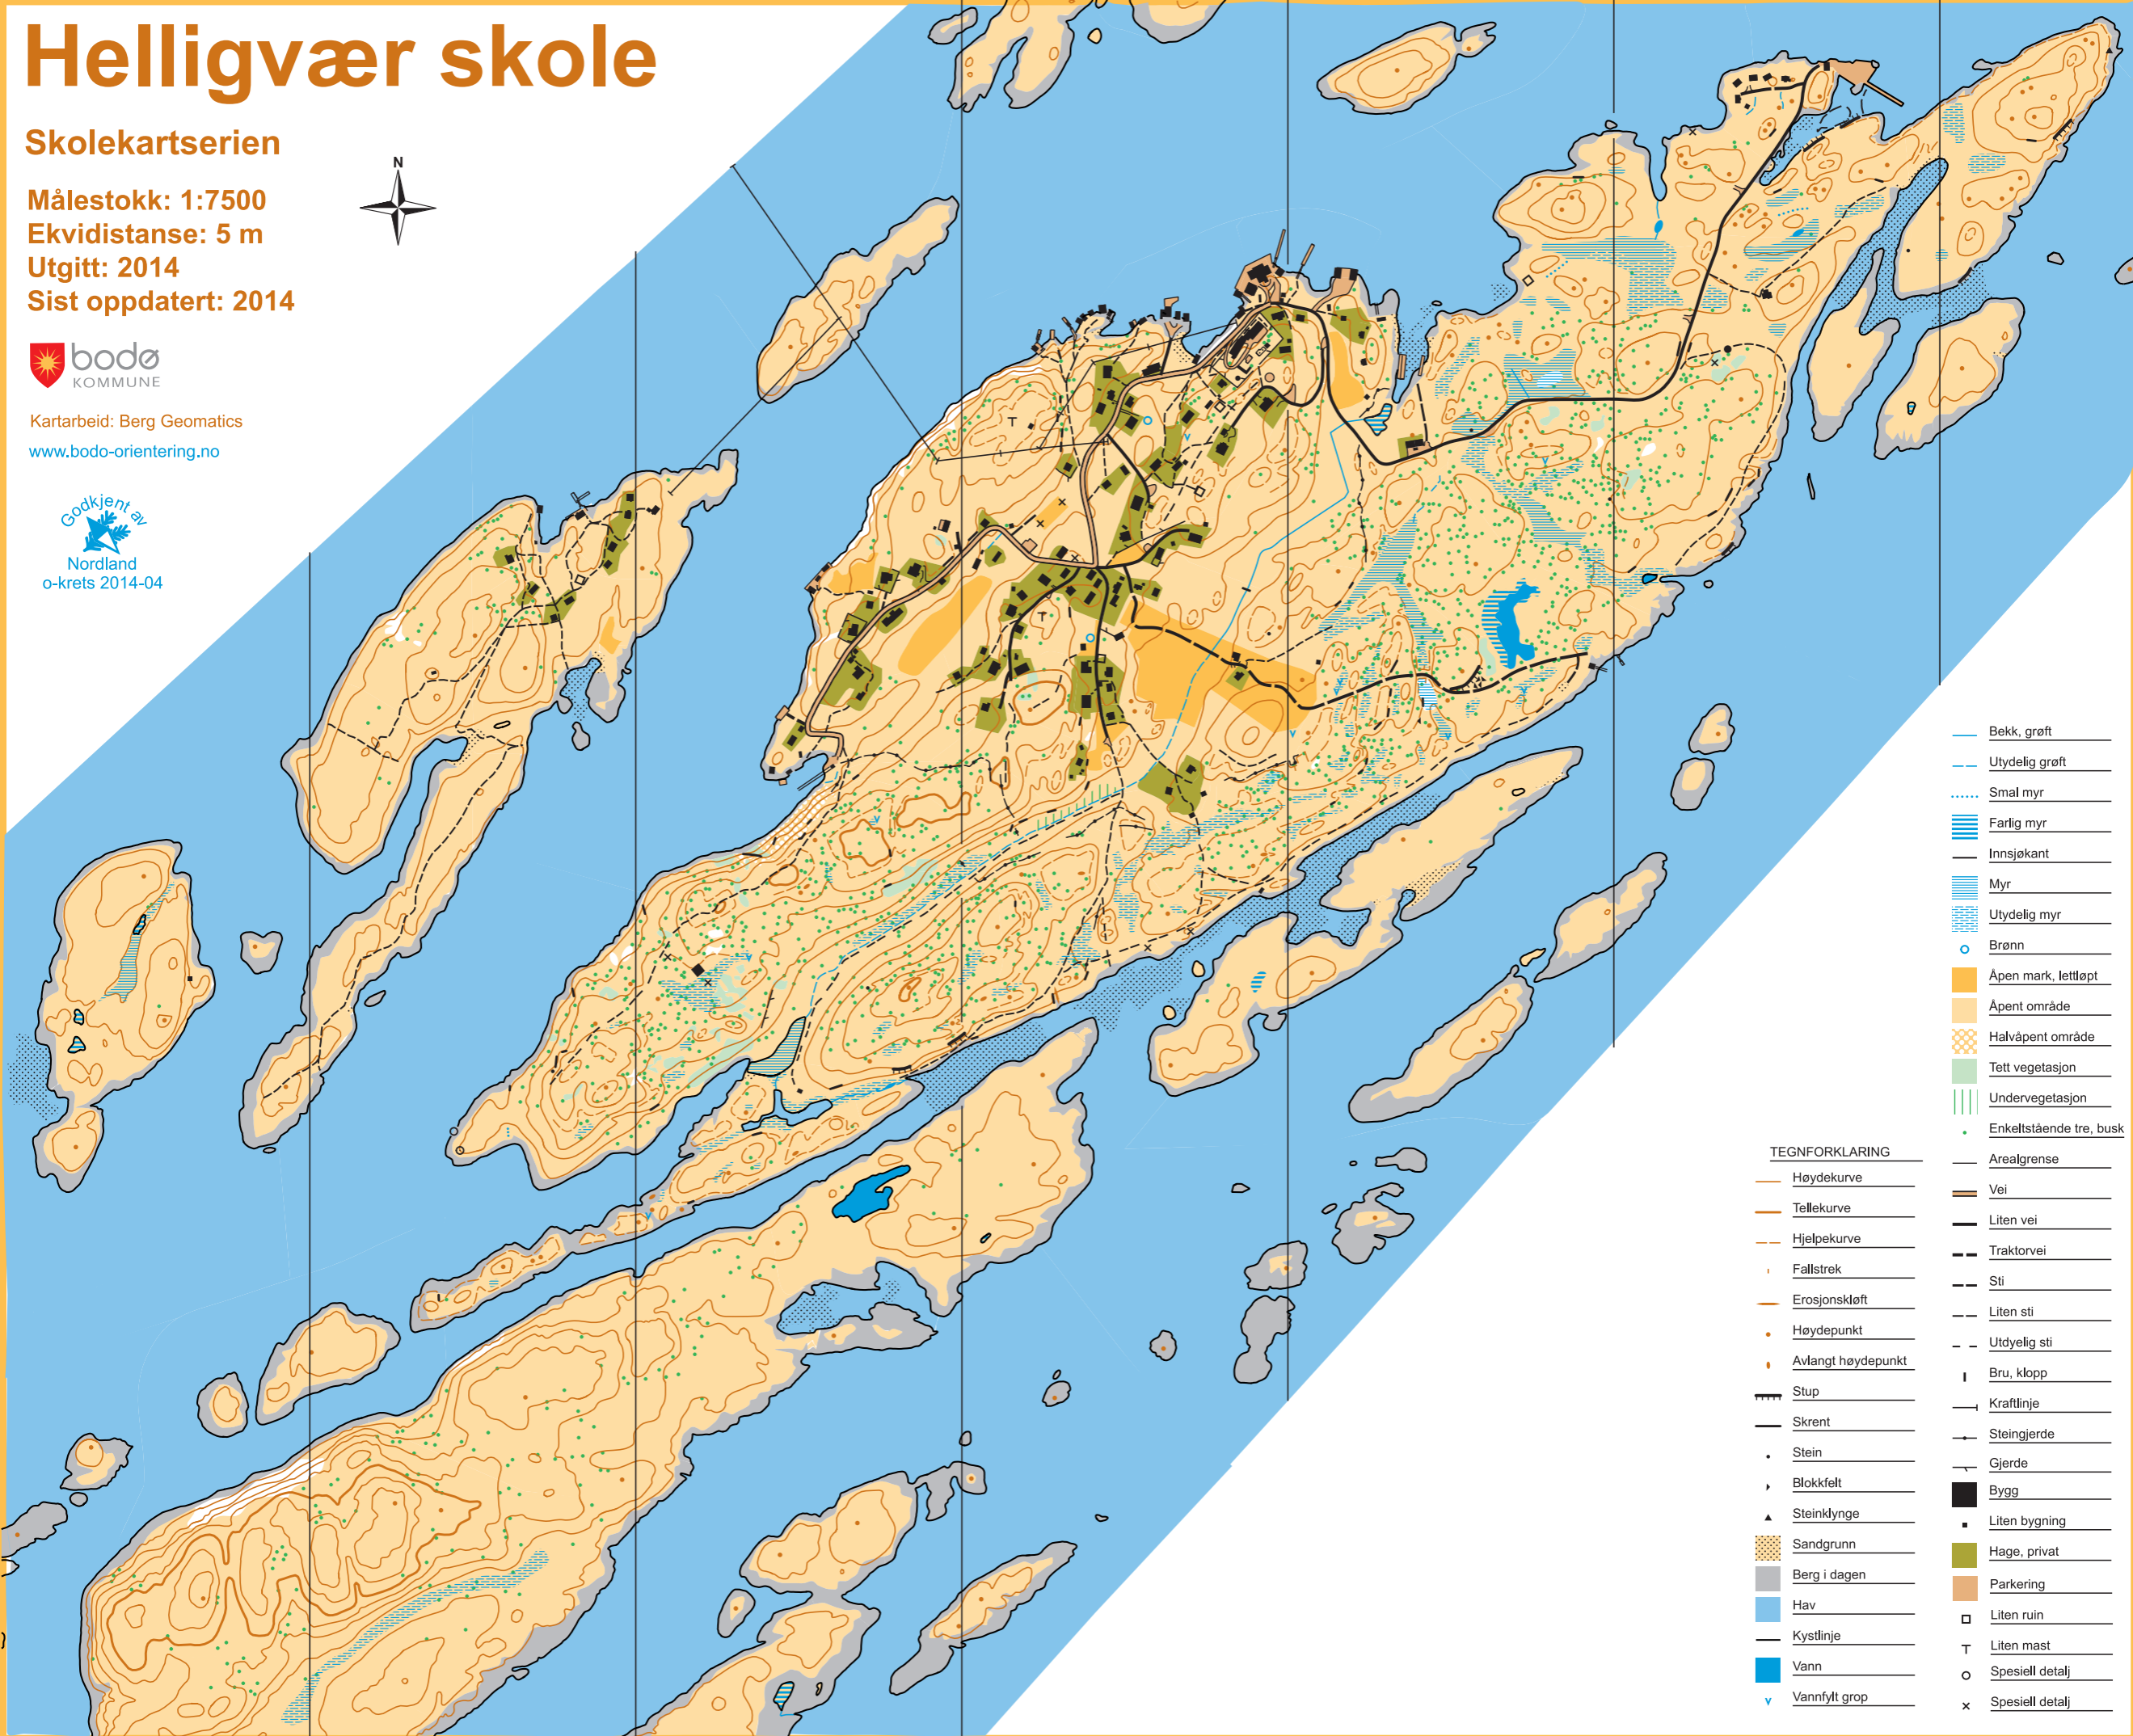 Helligvær skole
Skolekartserien
N
Målestokk: 1:7500
Ekvidistanse: 5 m
Utgitt: 2014
Sist oppdatert: 2014
bodø
KOMMUNE
Kartarbeid: Berg Geomatics
www.bodo-orientering.no
Godkjent av
Nordland
o-krets 2014-04
TEGNFORKLARING
Høydekurve
Tellekurve
Hjelpekurve
Fallstrek
Erosjonskløft
Høydepunkt
Avlangt høydepunkt
Stup
Skrent
Stein
Blokkfelt
Steinklynge
Sandgrunn
Berg i dagen
Hav
Kystlinje
Vann
Vannfylt grop
Bekk, grøft
Utydelig grøft
Smal myr
Farlig myr
Innsjøkant
Myr
Utydelig myr
Brønn
Åpen mark, lettløpt
Åpent område
Halvåpent område
Tett vegetasjon
Undervegetasjon
Enkeltstående tre, busk
Arealgrense
Vei
Liten vei
Traktorvei
Sti
Liten sti
Utdyelig sti
Bru, klopp
Kraftlinje
Steingjerde
Gjerde
Bygg
Liten bygning
Hage, privat
Parkering
Liten ruin
Liten mast
Spesiell detalj
Spesiell detalj